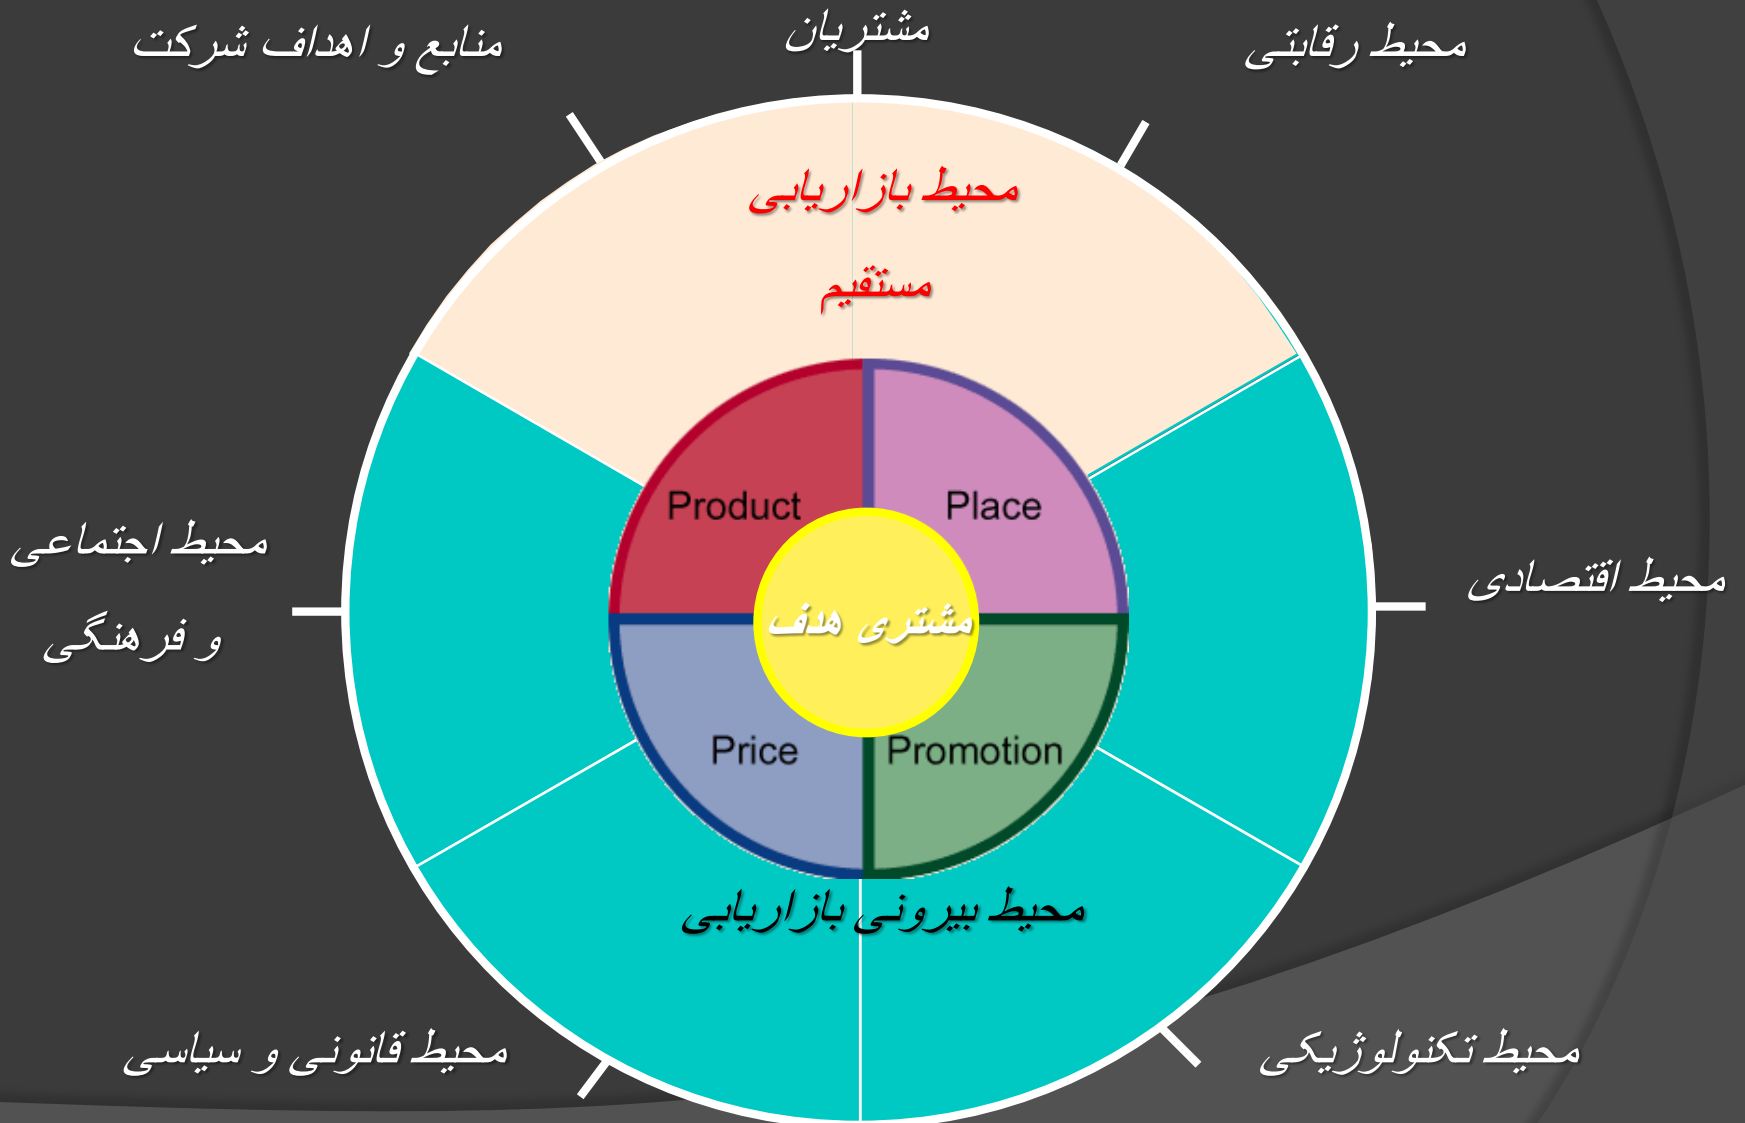 مشتریان
محیط رقابتی
منابع و اهداف شرکت
محیط بازاریابی
مستقیم
Product
Place
محیط اجتماعی
و فرهنگی
محیط اقتصادی
مشتری هدف
Price
Promotion
محیط بیرونی بازاریابی
محیط تکنولوژیکی
محیط قانونی و سیاسی